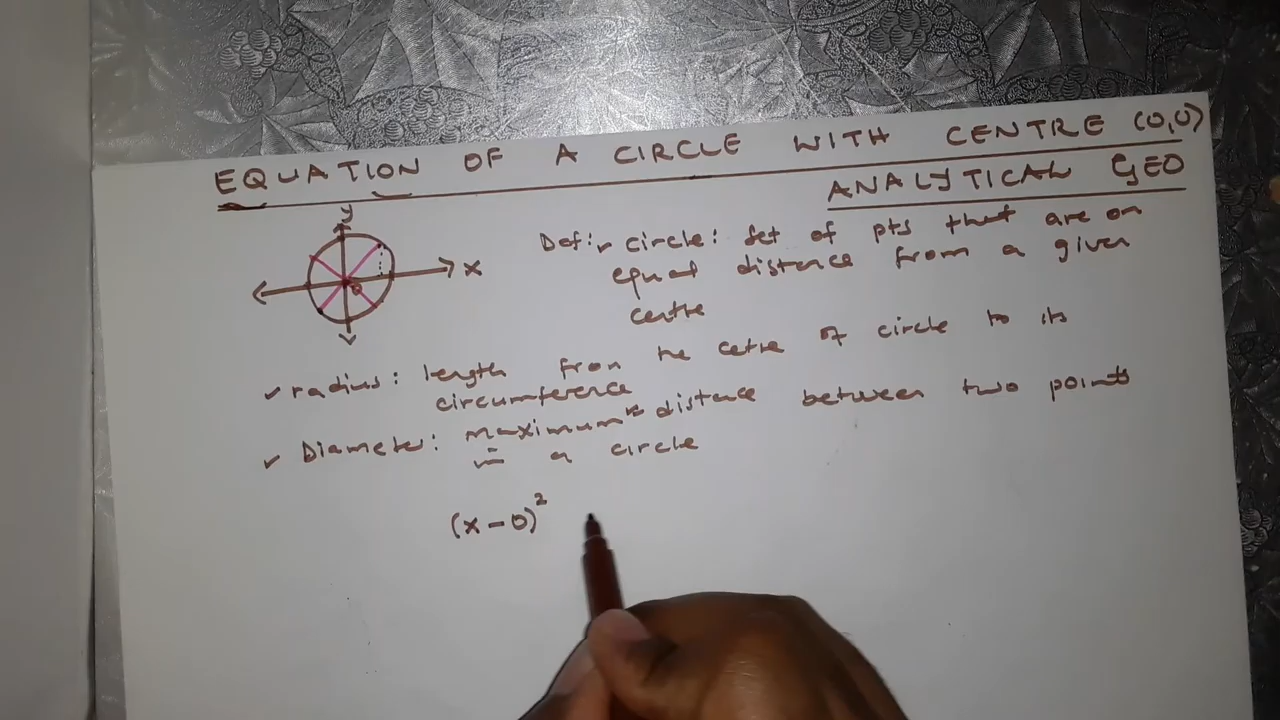 EQUATION OF A CIRCLE WITH CENTRE (0,0)
ANALYTICAL GEO
y
x
o
Def: circle: set of pts that are on
equal distance from a given
centre
✓ radius: length from the cetre of circle to its
circumference
✓ Diameter: maximum distance between two points
in a circle
(x-0)²